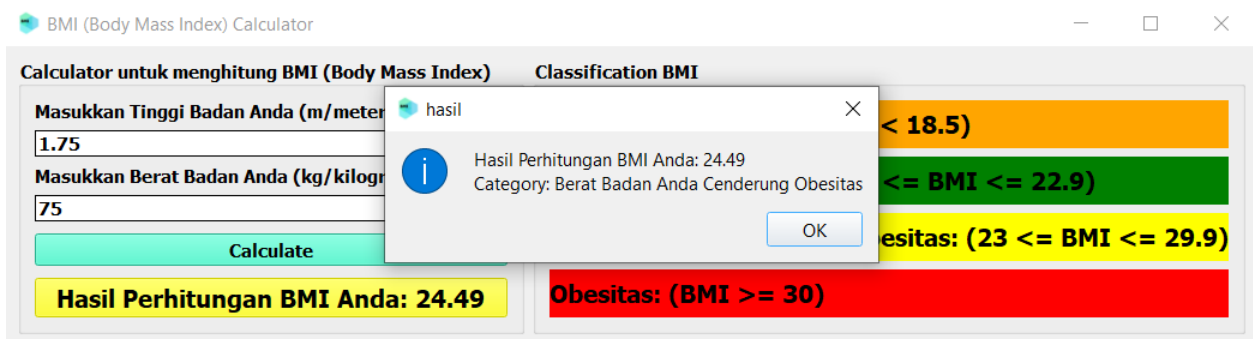 BMI (Body Mass Index) Calculator
Calculator untuk menghitung BMI (Body Mass Index)
Masukkan Tinggi Badan Anda (m/meter
1.75
Masukkan Berat Badan Anda (kg/kilogr
75
Calculate
Hasil Perhitungan BMI Anda: 24.49
hasil
Hasil Perhitungan BMI Anda: 24.49
Category: Berat Badan Anda Cenderung Obesitas
OK
Classification BMI
< 18.5)
<= BMI <= 22.9)
esitas: (23 <= BMI <= 29.9)
Obesitas: (BMI >= 30)